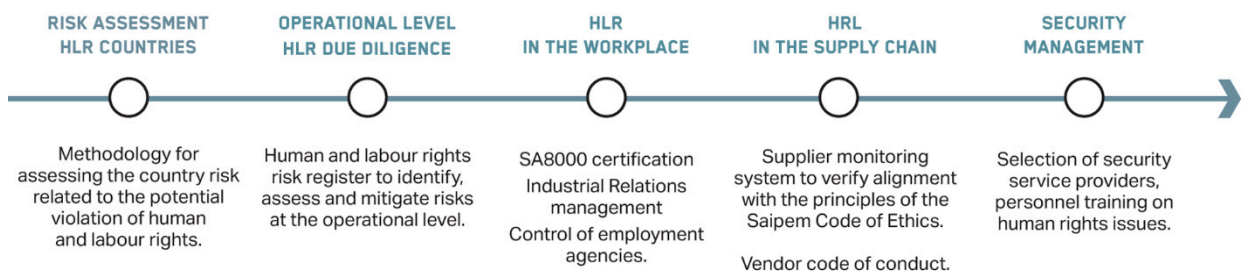 RISK ASSESSMENT
HLR COUNTRIES
Methodology for
assessing the country risk
related to the potential
violation of human
and labour rights.
OPERATIONAL LEVEL
HLR DUE DILIGENCE
Human and labour rights
risk register to identify,
assess and mitigate risks
at the operational level.
HLR
IN THE WORKPLACE
SA8000 certification
Industrial Relations
management
Control of employment
agencies.
HRL
IN THE SUPPLY CHAIN
Supplier monitoring
system to verify alignment
with the principles of the
Saipem Code of Ethics.
Vendor code of conduct.
SECURITY
MANAGEMENT
Selection of security
service providers,
personnel training on
human rights issues.